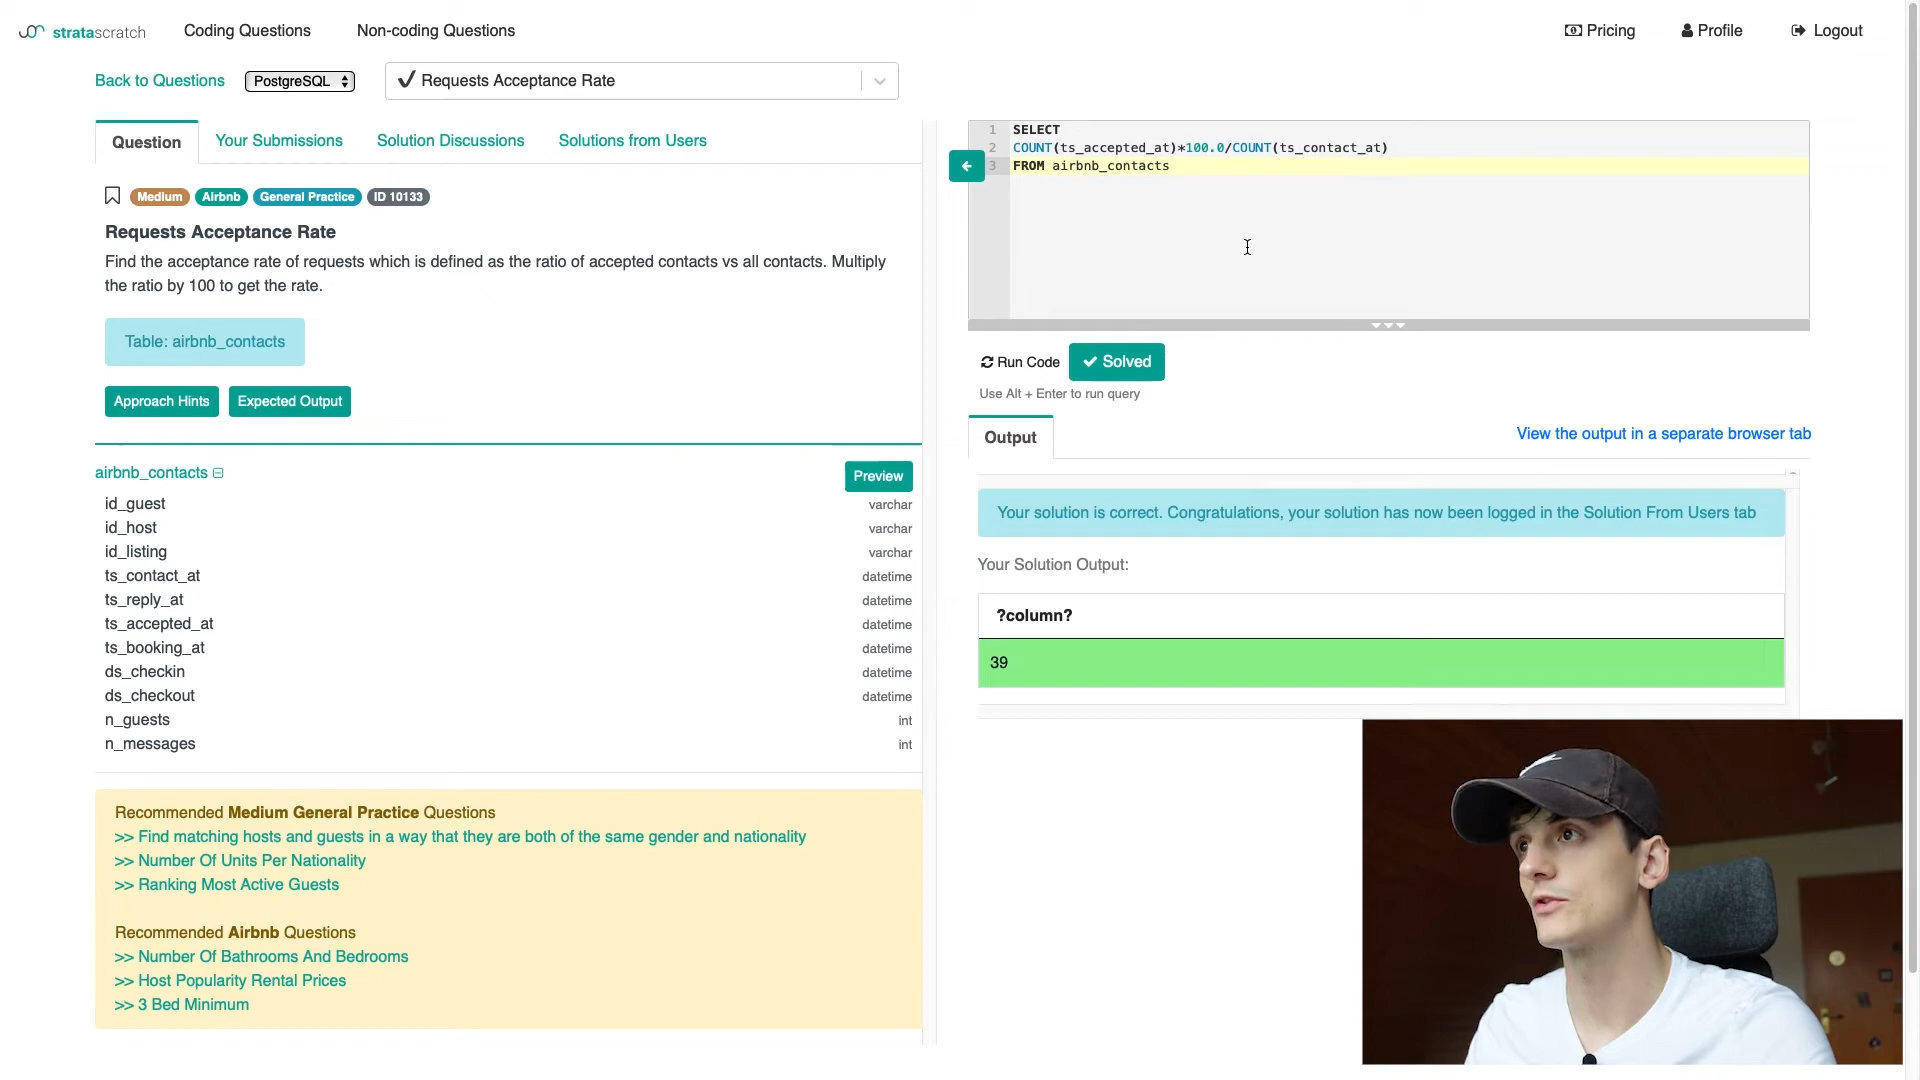 stratascratch
Coding Questions
Non-coding Questions
Pricing
Profile
Logout
Back to Questions
PostgreSQL
Requests Acceptance Rate
Question
Your Submissions
Solution Discussions
Solutions from Users
Medium
Airbnb
General Practice
ID 10133
Requests Acceptance Rate
Find the acceptance rate of requests which is defined as the ratio of accepted contacts vs all contacts. Multiply
the ratio by 100 to get the rate.
Table: airbnb_contacts
Approach Hints
Expected Output
airbnb_contacts
Preview
id_guest varchar
id_host varchar
id_listing varchar
ts_contact_at datetime
ts_reply_at datetime
ts_accepted_at datetime
ts_booking_at datetime
ds_checkin datetime
ds_checkout datetime
n_guests int
n_messages int
Recommended Medium General Practice Questions
>> Find matching hosts and guests in a way that they are both of the same gender and nationality
>> Number Of Units Per Nationality
>> Ranking Most Active Guests
Recommended Airbnb Questions
>> Number Of Bathrooms And Bedrooms
>> Host Popularity Rental Prices
>> 3 Bed Minimum
1 SELECT
2 COUNT(ts_accepted_at)*100.0/COUNT(ts_contact_at)
3 FROM airbnb_contacts
Run Code
Solved
Use Alt + Enter to run query
Output
View the output in a separate browser tab
Your solution is correct. Congratulations, your solution has now been logged in the Solution From Users tab
Your Solution Output:
?column?
39